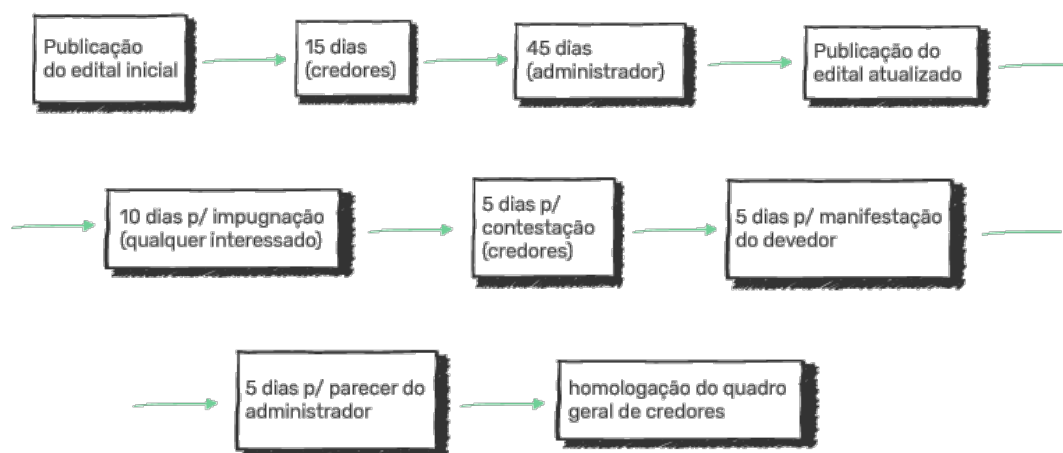 Publicação
do edital inicial
15 dias
(credores)
45 dias
(administrador)
Publicação do
edital atualizado
10 dias p/ impugnação
(qualquer interessado)
5 dias p/
contestação
(credores)
5 dias p/ manifestação
do devedor
5 dias p/ parecer do
administrador
homologação do quadro
geral de credores